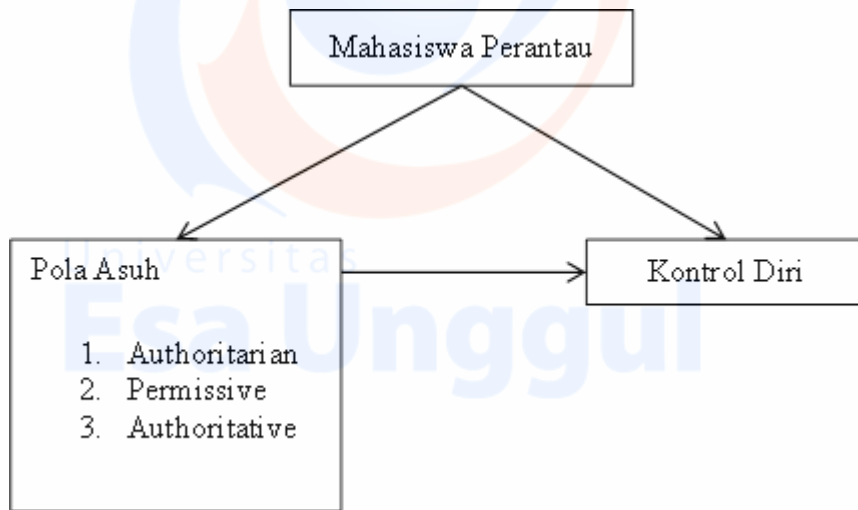 Mahasiswa Perantau
Pola Asuh
1. Authoritarian
2. Permissive
3. Authoritative
Kontrol Diri
Universitas
Esa Unggul